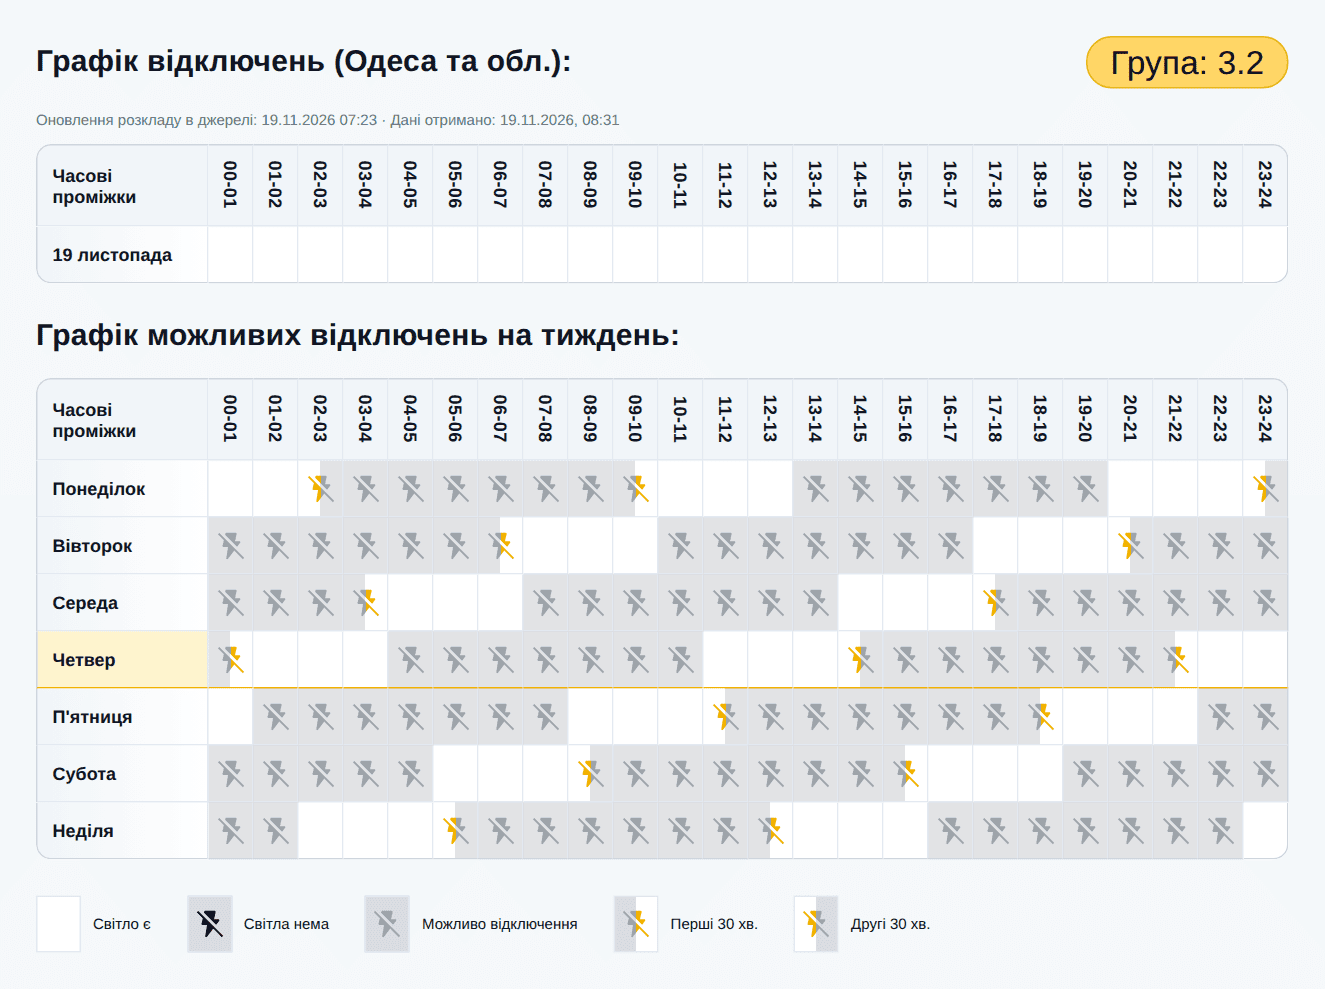 Графік відключень (Одеса та обл.):
Група: 3.2
Оновлення розкладу в джерелі: 19.11.2026 07:23 · Дані отримано: 19.11.2026, 08:31
Часові проміжки 00-01 01-02 02-03 03-04 04-05 05-06 06-07 07-08 08-09 09-10 10-11 11-12 12-13 13-14 14-15 15-16 16-17 17-18 18-19 19-20 20-21 21-22 22-23 23-24
19 листопада
Графік можливих відключень на тиждень:
Часові проміжки 00-01 01-02 02-03 03-04 04-05 05-06 06-07 07-08 08-09 09-10 10-11 11-12 12-13 13-14 14-15 15-16 16-17 17-18 18-19 19-20 20-21 21-22 22-23 23-24
Понеділок
Вівторок
Середа
Четвер
П'ятниця
Субота
Неділя
Світло є Світла нема Можливо відключення Перші 30 хв. Другі 30 хв.